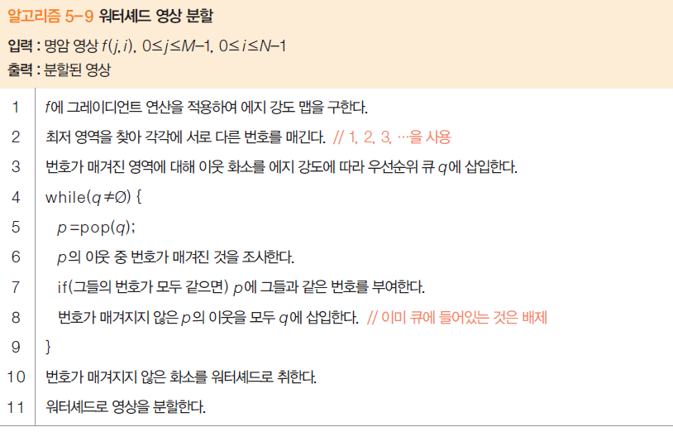 알고리즘 5-9 워터셰드 영상 분할
입력 : 명암 영상 f(j, i), 0≤j≤M-1, 0≤i≤N-1
출력 : 분할된 영상
1 f에 그레이디언트 연산을 적용하여 에지 강도 맵을 구한다.
2 최저 영역을 찾아 각각에 서로 다른 번호를 매긴다. // 1, 2, 3, …을 사용
3 번호가 매겨진 영역에 대해 이웃 화소를 에지 강도에 따라 우선순위 큐 q에 삽입한다.
4 while(q≠Ø) {
5 p=pop(q);
6 p의 이웃 중 번호가 매겨진 것을 조사한다.
7 if(그들의 번호가 모두 같으면) p에 그들과 같은 번호를 부여한다.
8 번호가 매겨지지 않은 p의 이웃을 모두 q에 삽입한다. // 이미 큐에 들어있는 것은 배제
9 }
10 번호가 매겨지지 않은 화소를 워터셰드로 취한다.
11 워터셰드로 영상을 분할한다.